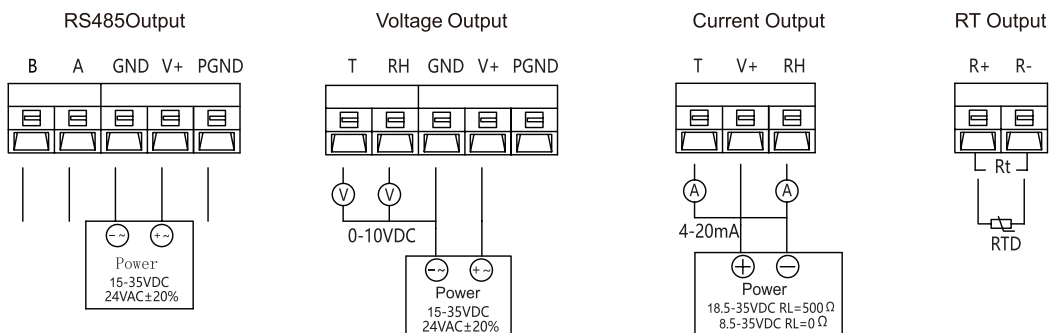 RS485Output
B A GND V+ PGND
Power
15-35VDC
24VAC±20%
Voltage Output
T RH GND V+ PGND
V V
0-10VDC
Power
15-35VDC
24VAC±20%
Current Output
T V+ RH
A A
4-20mA
Power
18.5-35VDC RL=500Ω
8.5-35VDC RL=0Ω
RT Output
R+ R-
Rt
RTD